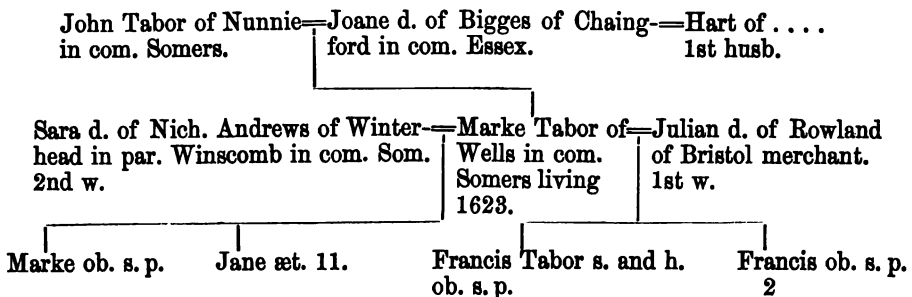 John Tabor of Nunnie=Joane d. of Bigges of Chaing-=Hart of ....
in com. Somers. ford in com. Essex. 1st husb.
Sara d. of Nich. Andrews of Winter-=Marke Tabor of=Julian d. of Rowland
head in par. Winscomb in com. Som. Wells in com. of Bristol merchant.
2nd w. Somers living 1st w.
1623.
Marke ob. s. p. Jane æt. 11. Francis Tabor s. and h. Francis ob. s. p.
ob. s. p. 2